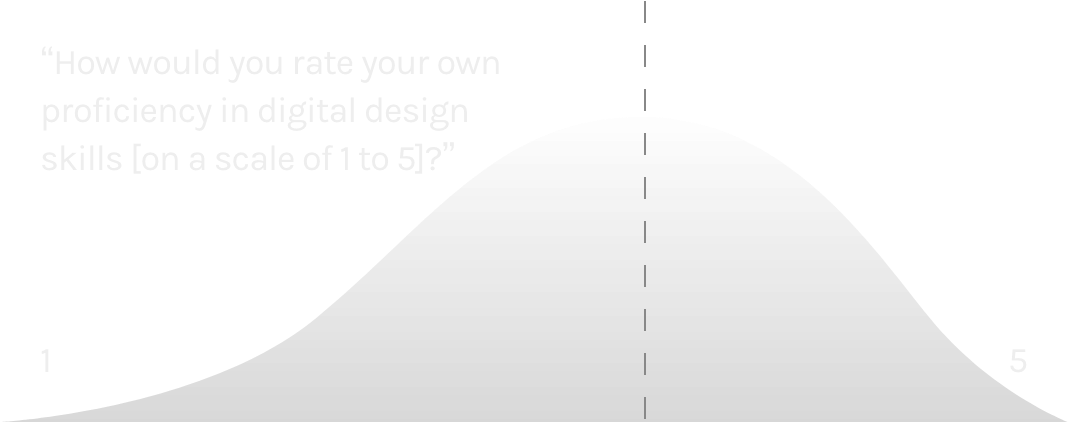 “How would you rate your own
proficiency in digital design
skills [on a scale of 1 to 5]?”
1
5